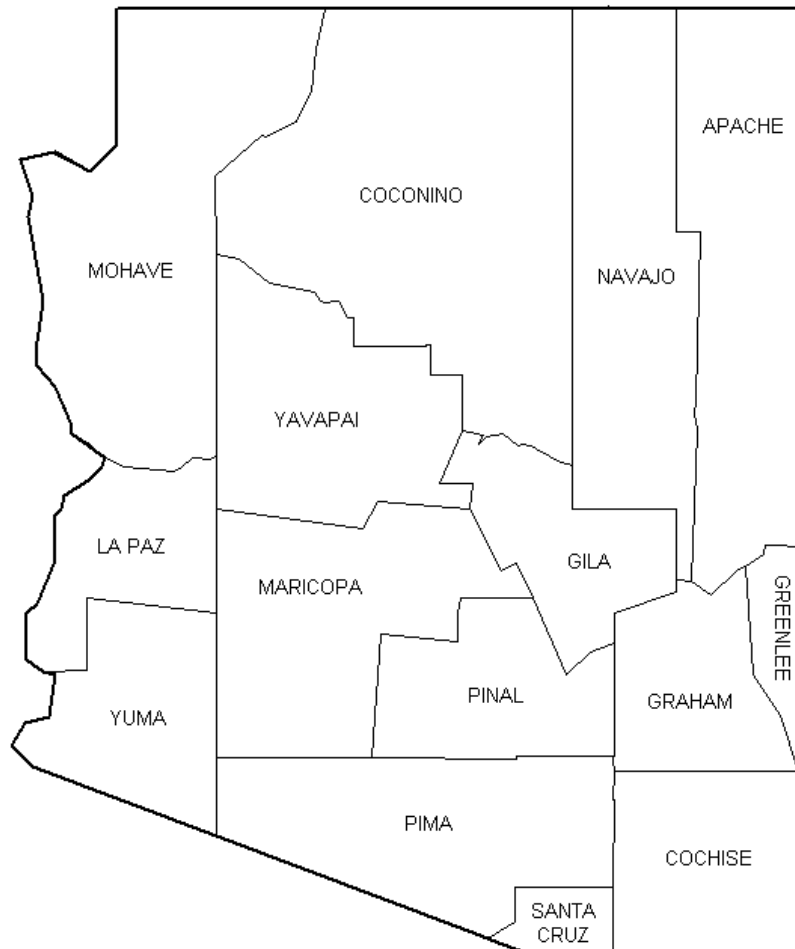 APACHE
COCONINO
MOHAVE
NAVAJO
YAVAPAI
LA PAZ
MARICOPA
GILA
GREENLEE
PINAL
GRAHAM
YUMA
PIMA
COCHISE
SANTA
CRUZ